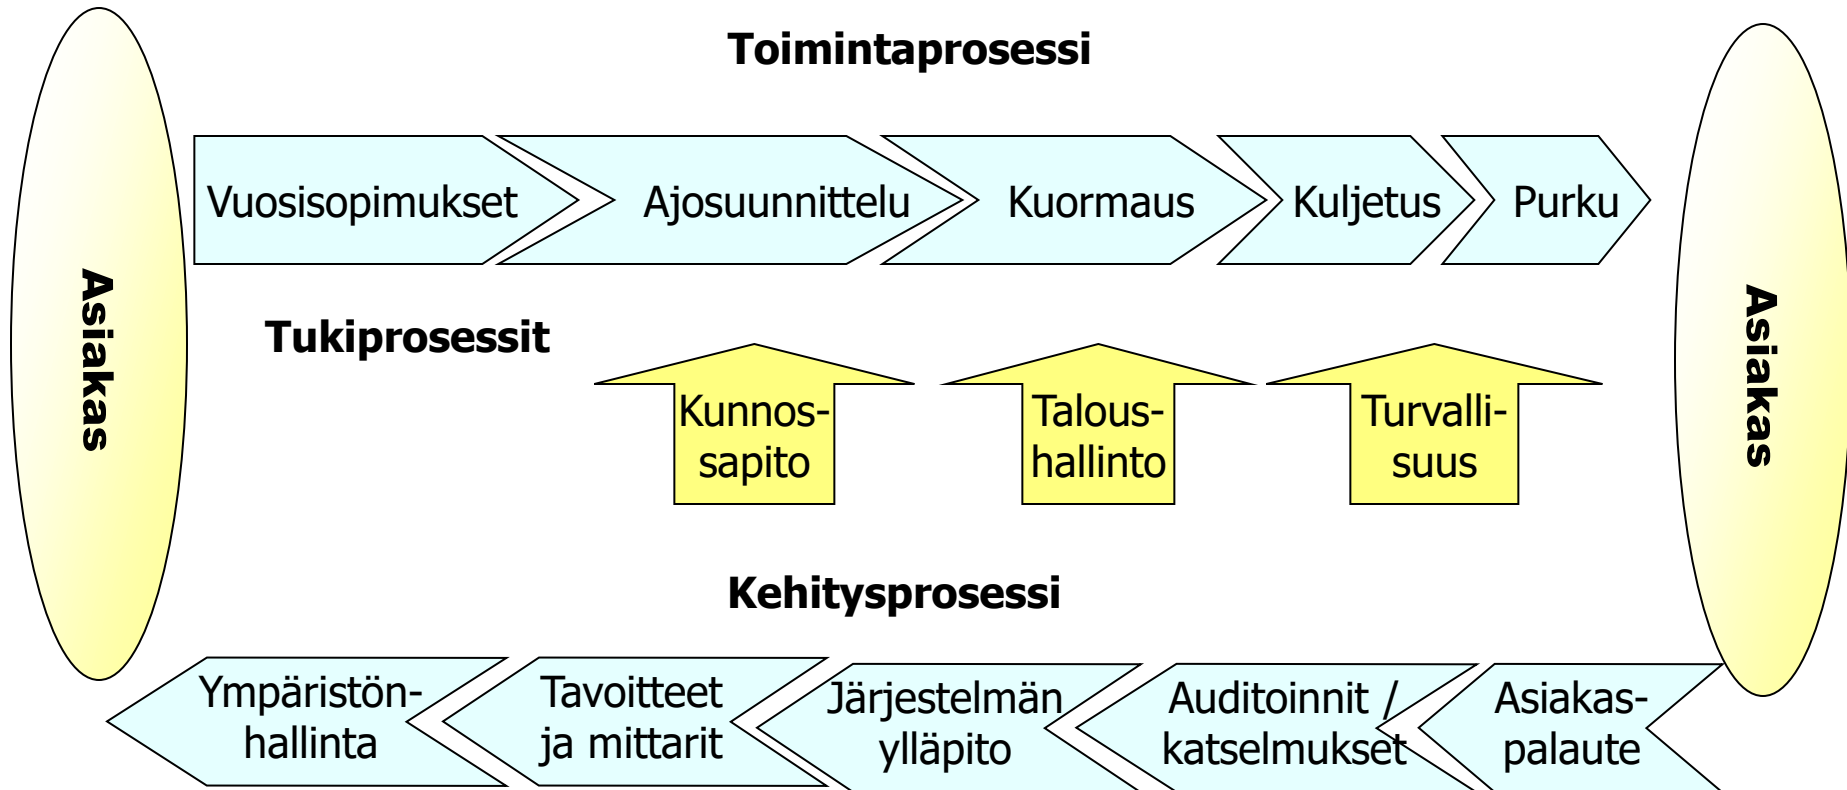 Toimintaprosessi
Vuosisopimukset
Ajosuunnittelu
Kuormaus
Kuljetus
Purku
Asiakas
Asiakas
Tukiprosessit
Kunnos-
sapito
Talous-
hallinto
Turvalli-
suus
Kehitysprosessi
Ympäristön-
hallinta
Tavoitteet
ja mittarit
Järjestelmän
ylläpito
Auditoinnit /
katselmukset
Asiakas-
palaute